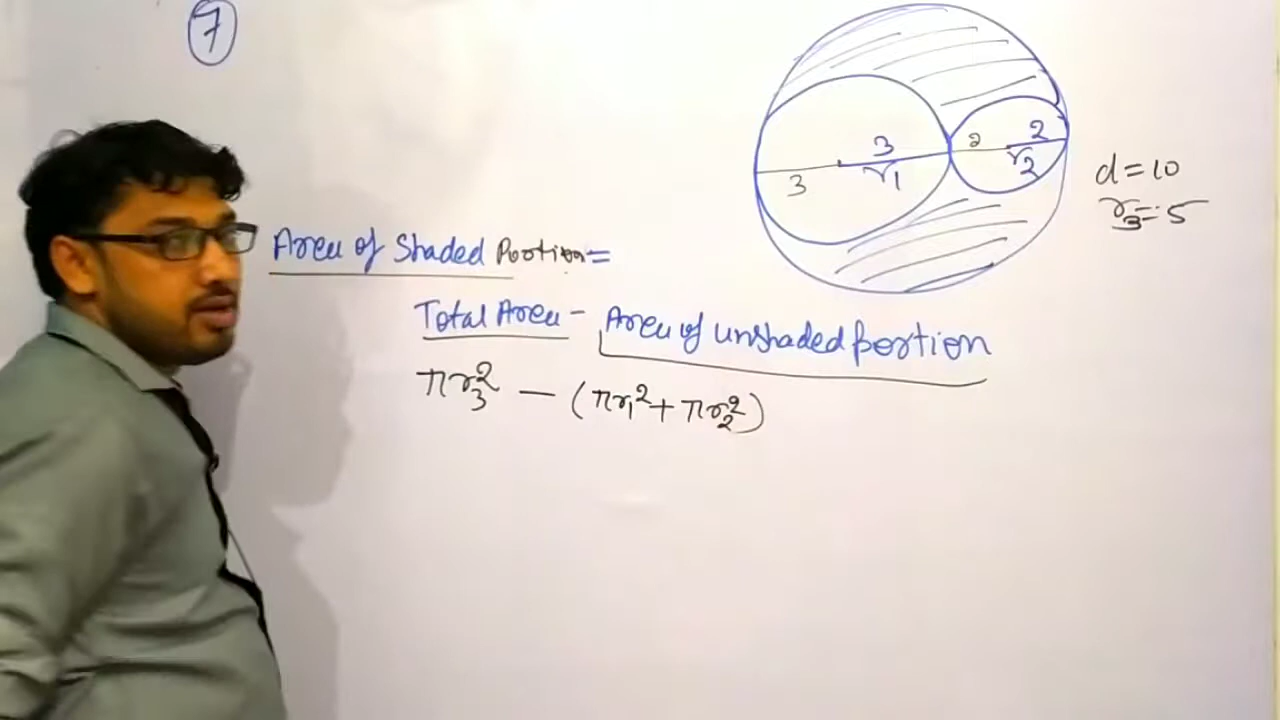 7
3 2 2
3 r₁ r₂
d = 10
r₃ = 5
Area of Shaded Portion =
Total Area - Area of unshaded portion
πr₃² — (πr₁² + πr₂²)